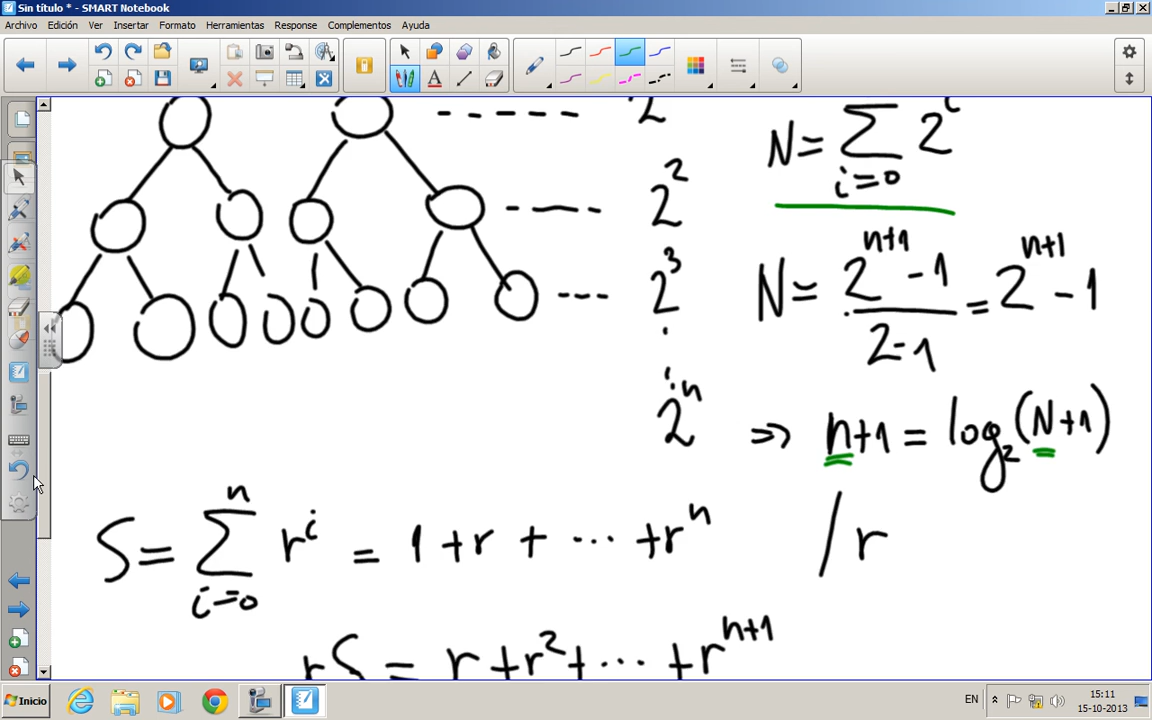 Sin título * - SMART Notebook
Archivo Edición Ver Insertar Formato Herramientas Response Complementos Ayuda
2
N = ∑ 2^i
i=0
2^2
2^3
N = (2^(n+1) - 1) / (2-1) = 2^(n+1) - 1
2^n
⇒ n+1 = log₂(N+1)
S = ∑_{i=0}^{n} r^i = 1 + r + ... + r^n / r
rS = r + r^2 + ... + r^(n+1)
Inicio EN 15:11
15-10-2013